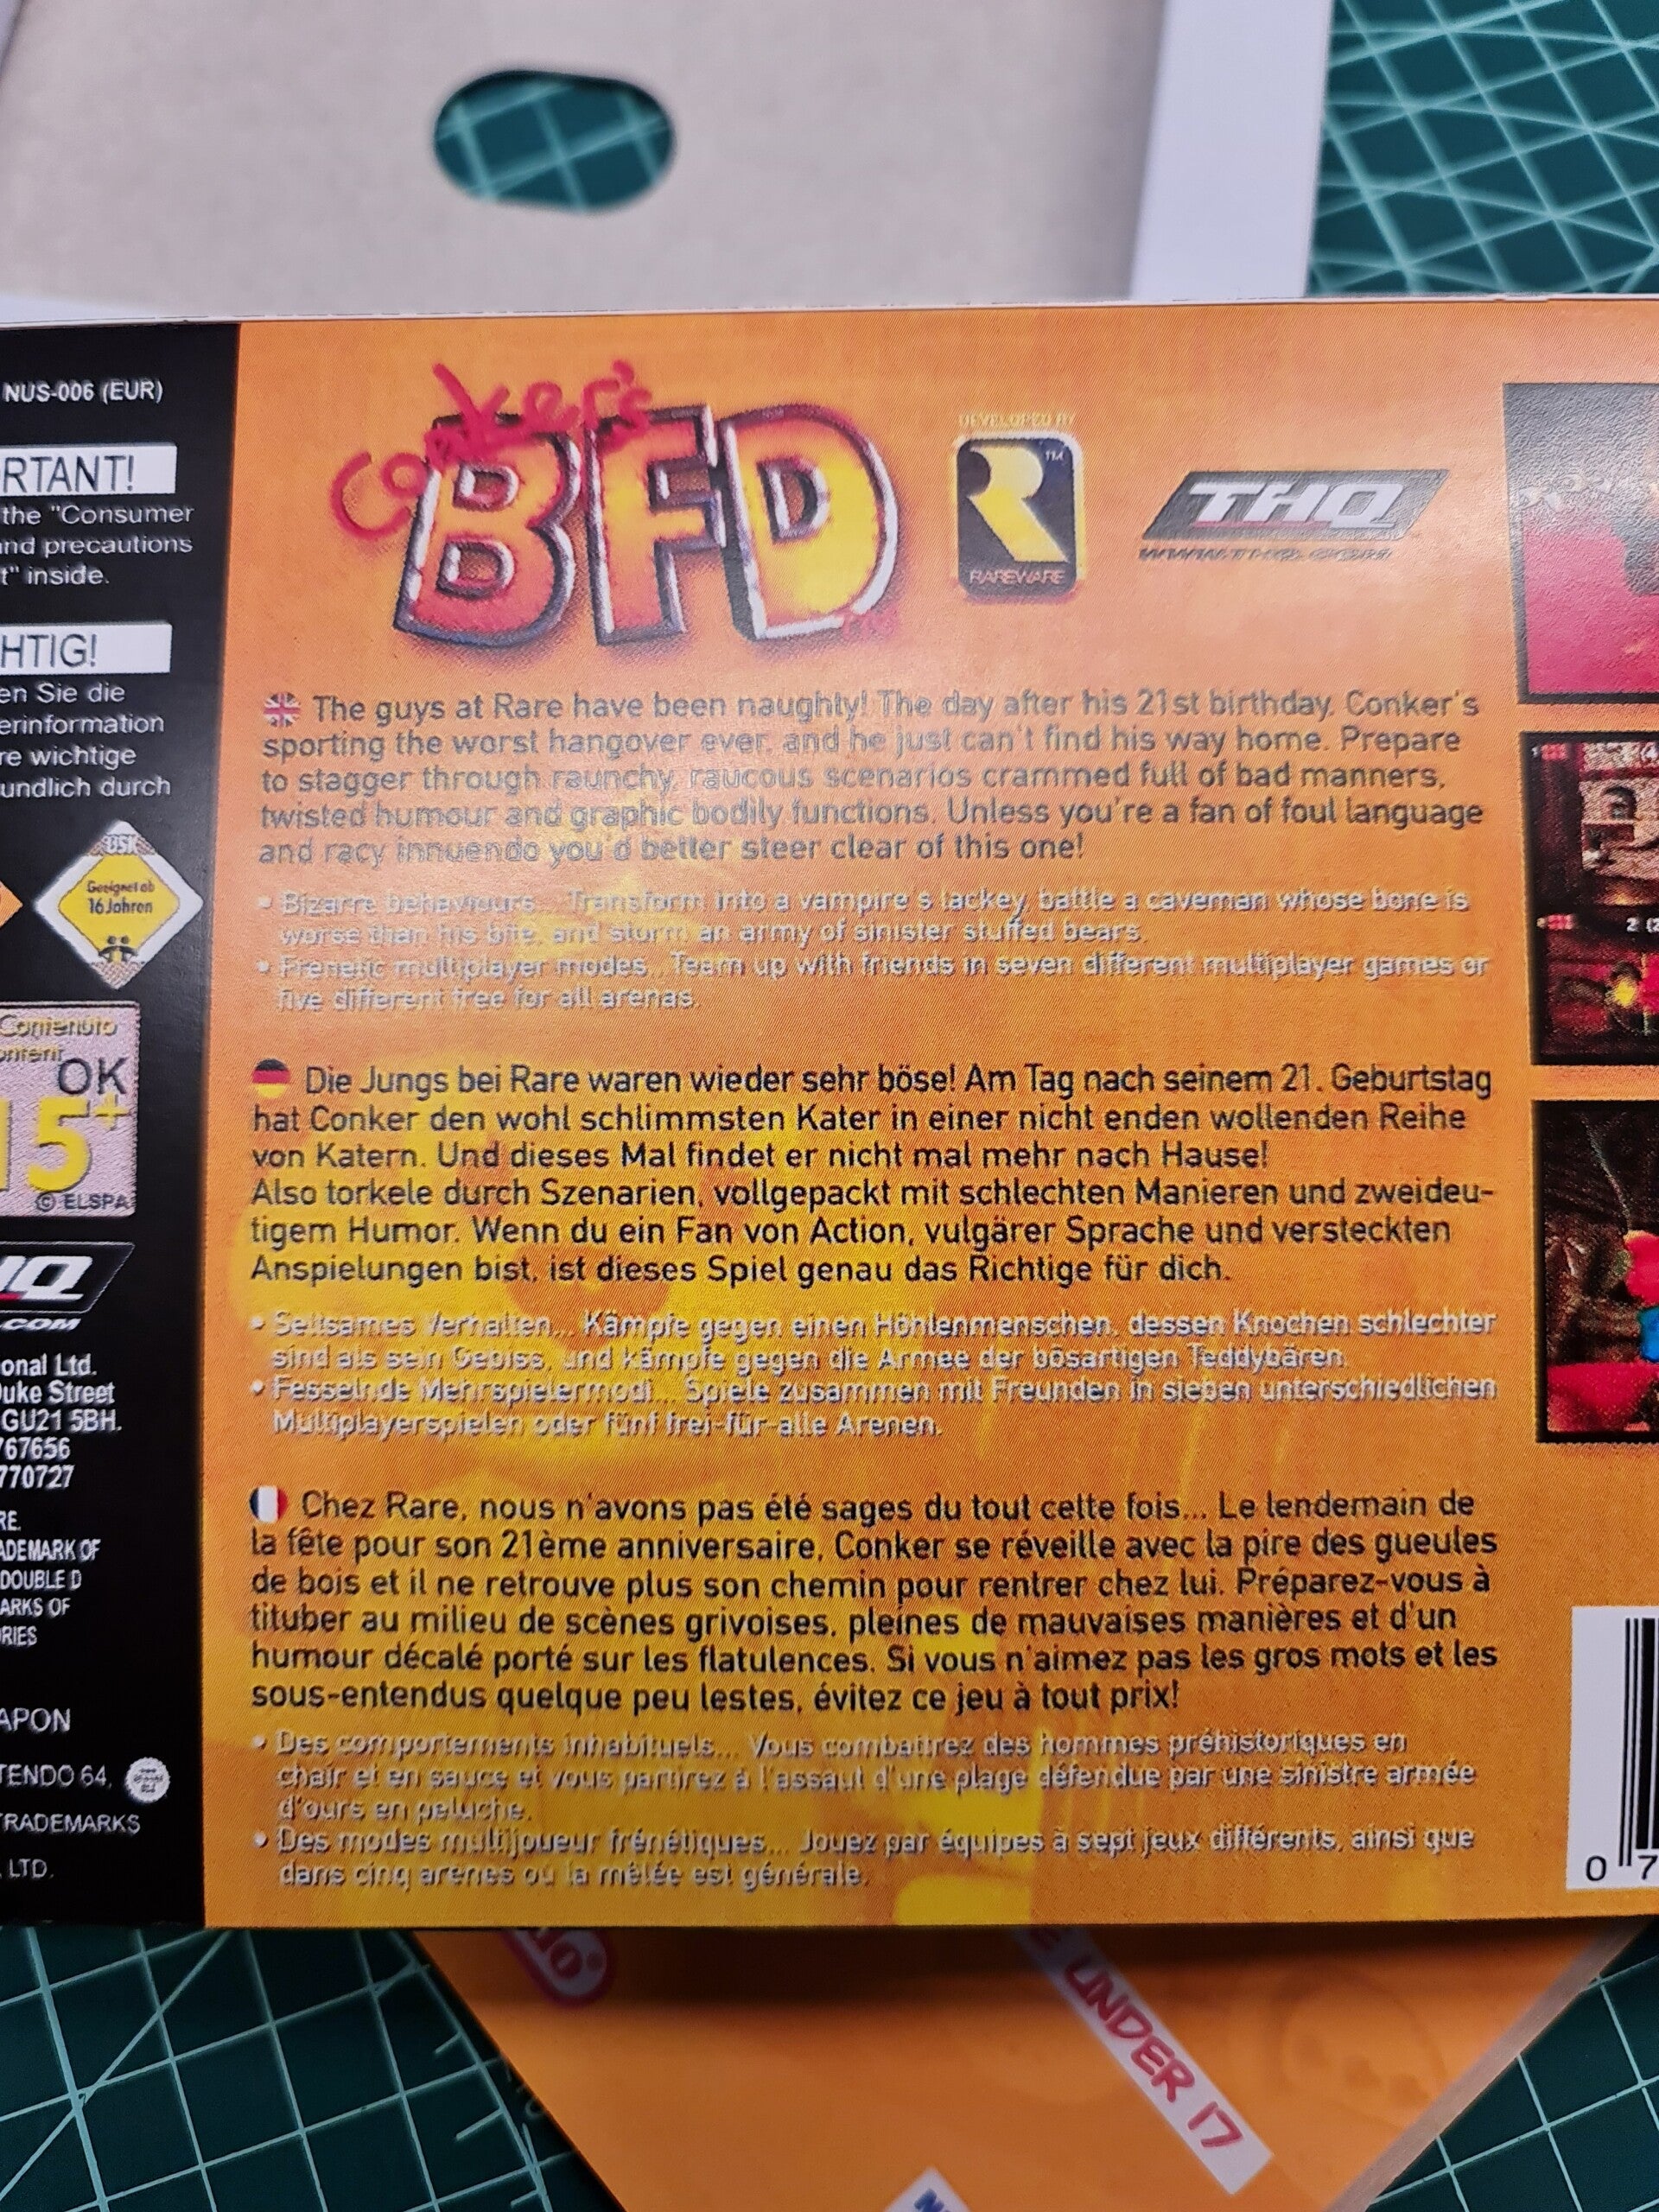 NUS-006 (EUR)
RTANT!
the "Consumer
nd precautions
t" inside.
HTIG!
en Sie die
erinformation
re wichtige
undlich durch
USK
Geeignet ab
16 Jahren
Contenuto
ontent
OK
15+
© ELSPA
HQ
.COM
onal Ltd.
uke Street
GU21 5BH.
767656
770727
RE.
ADEMARK OF
DOUBLE D
ARKS OF
RIES
APON
TENDO 64,
TRADEMARKS
LTD.
Conker's
BFD
DEVELOPED BY
TM
RAREWARE
THQ
WWW.THQ.COM
The guys at Rare have been naughty! The day after his 21st birthday, Conker's
sporting the worst hangover ever, and he just can't find his way home. Prepare
to stagger through raunchy, raucous scenarios crammed full of bad manners,
twisted humour and graphic bodily functions. Unless you're a fan of foul language
and racy innuendo you'd better steer clear of this one!
• Bizarre behaviours... Transform into a vampire's lackey, battle a caveman whose bone is
worse than his bite, and storm an army of sinister stuffed bears.
• Frenetic multiplayer modes... Team up with friends in seven different multiplayer games or
five different free for all arenas.
Die Jungs bei Rare waren wieder sehr böse! Am Tag nach seinem 21. Geburtstag
hat Conker den wohl schlimmsten Kater in einer nicht enden wollenden Reihe
von Katern. Und dieses Mal findet er nicht mal mehr nach Hause!
Also torkele durch Szenarien, vollgepackt mit schlechten Manieren und zweideu-
tigem Humor. Wenn du ein Fan von Action, vulgärer Sprache und versteckten
Anspielungen bist, ist dieses Spiel genau das Richtige für dich.
• Seltsames Verhalten... Kämpfe gegen einen Höhlenmenschen, dessen Knochen schlechter
sind als sein Gebiss, und kämpfe gegen die Armee der bösartigen Teddybären.
• Fesselnde Mehrspielermodi... Spiele zusammen mit Freunden in sieben unterschiedlichen
Multiplayerspielen oder fünf frei-für-alle Arenen.
Chez Rare, nous n'avons pas été sages du tout cette fois... Le lendemain de
la fête pour son 21ème anniversaire, Conker se réveille avec la pire des gueules
de bois et il ne retrouve plus son chemin pour rentrer chez lui. Préparez-vous à
tituber au milieu de scènes grivoises, pleines de mauvaises manières et d'un
humour décalé porté sur les flatulences. Si vous n'aimez pas les gros mots et les
sous-entendus quelque peu lestes, évitez ce jeu à tout prix!
• Des comportements inhabituels... Vous combattrez des hommes préhistoriques en
chair et en sauce et vous partirez à l'assaut d'une plage défendue par une sinistre armée
d'ours en peluche.
• Des modes multijoueur frénétiques... Jouez par équipes à sept jeux différents, ainsi que
dans cinq arènes où la mêlée est générale.
0 7
E UNDER 17